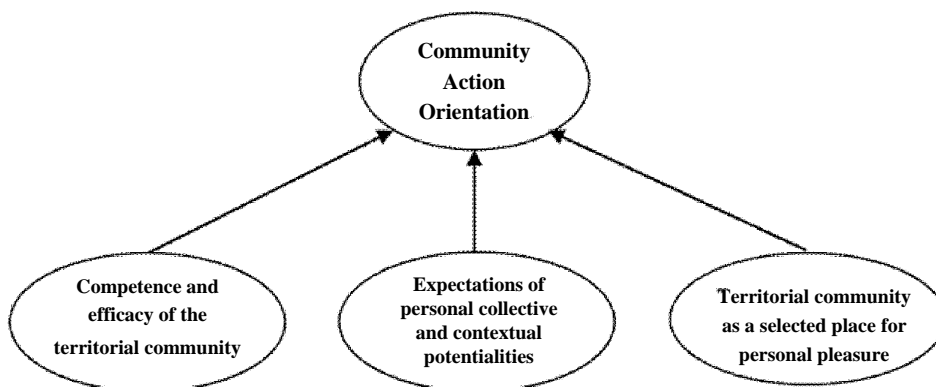 Community
Action
Orientation
Competence and
efficacy of the
territorial community
Expectations of
personal collective
and contextual
potentialities
Territorial community
as a selected place for
personal pleasure